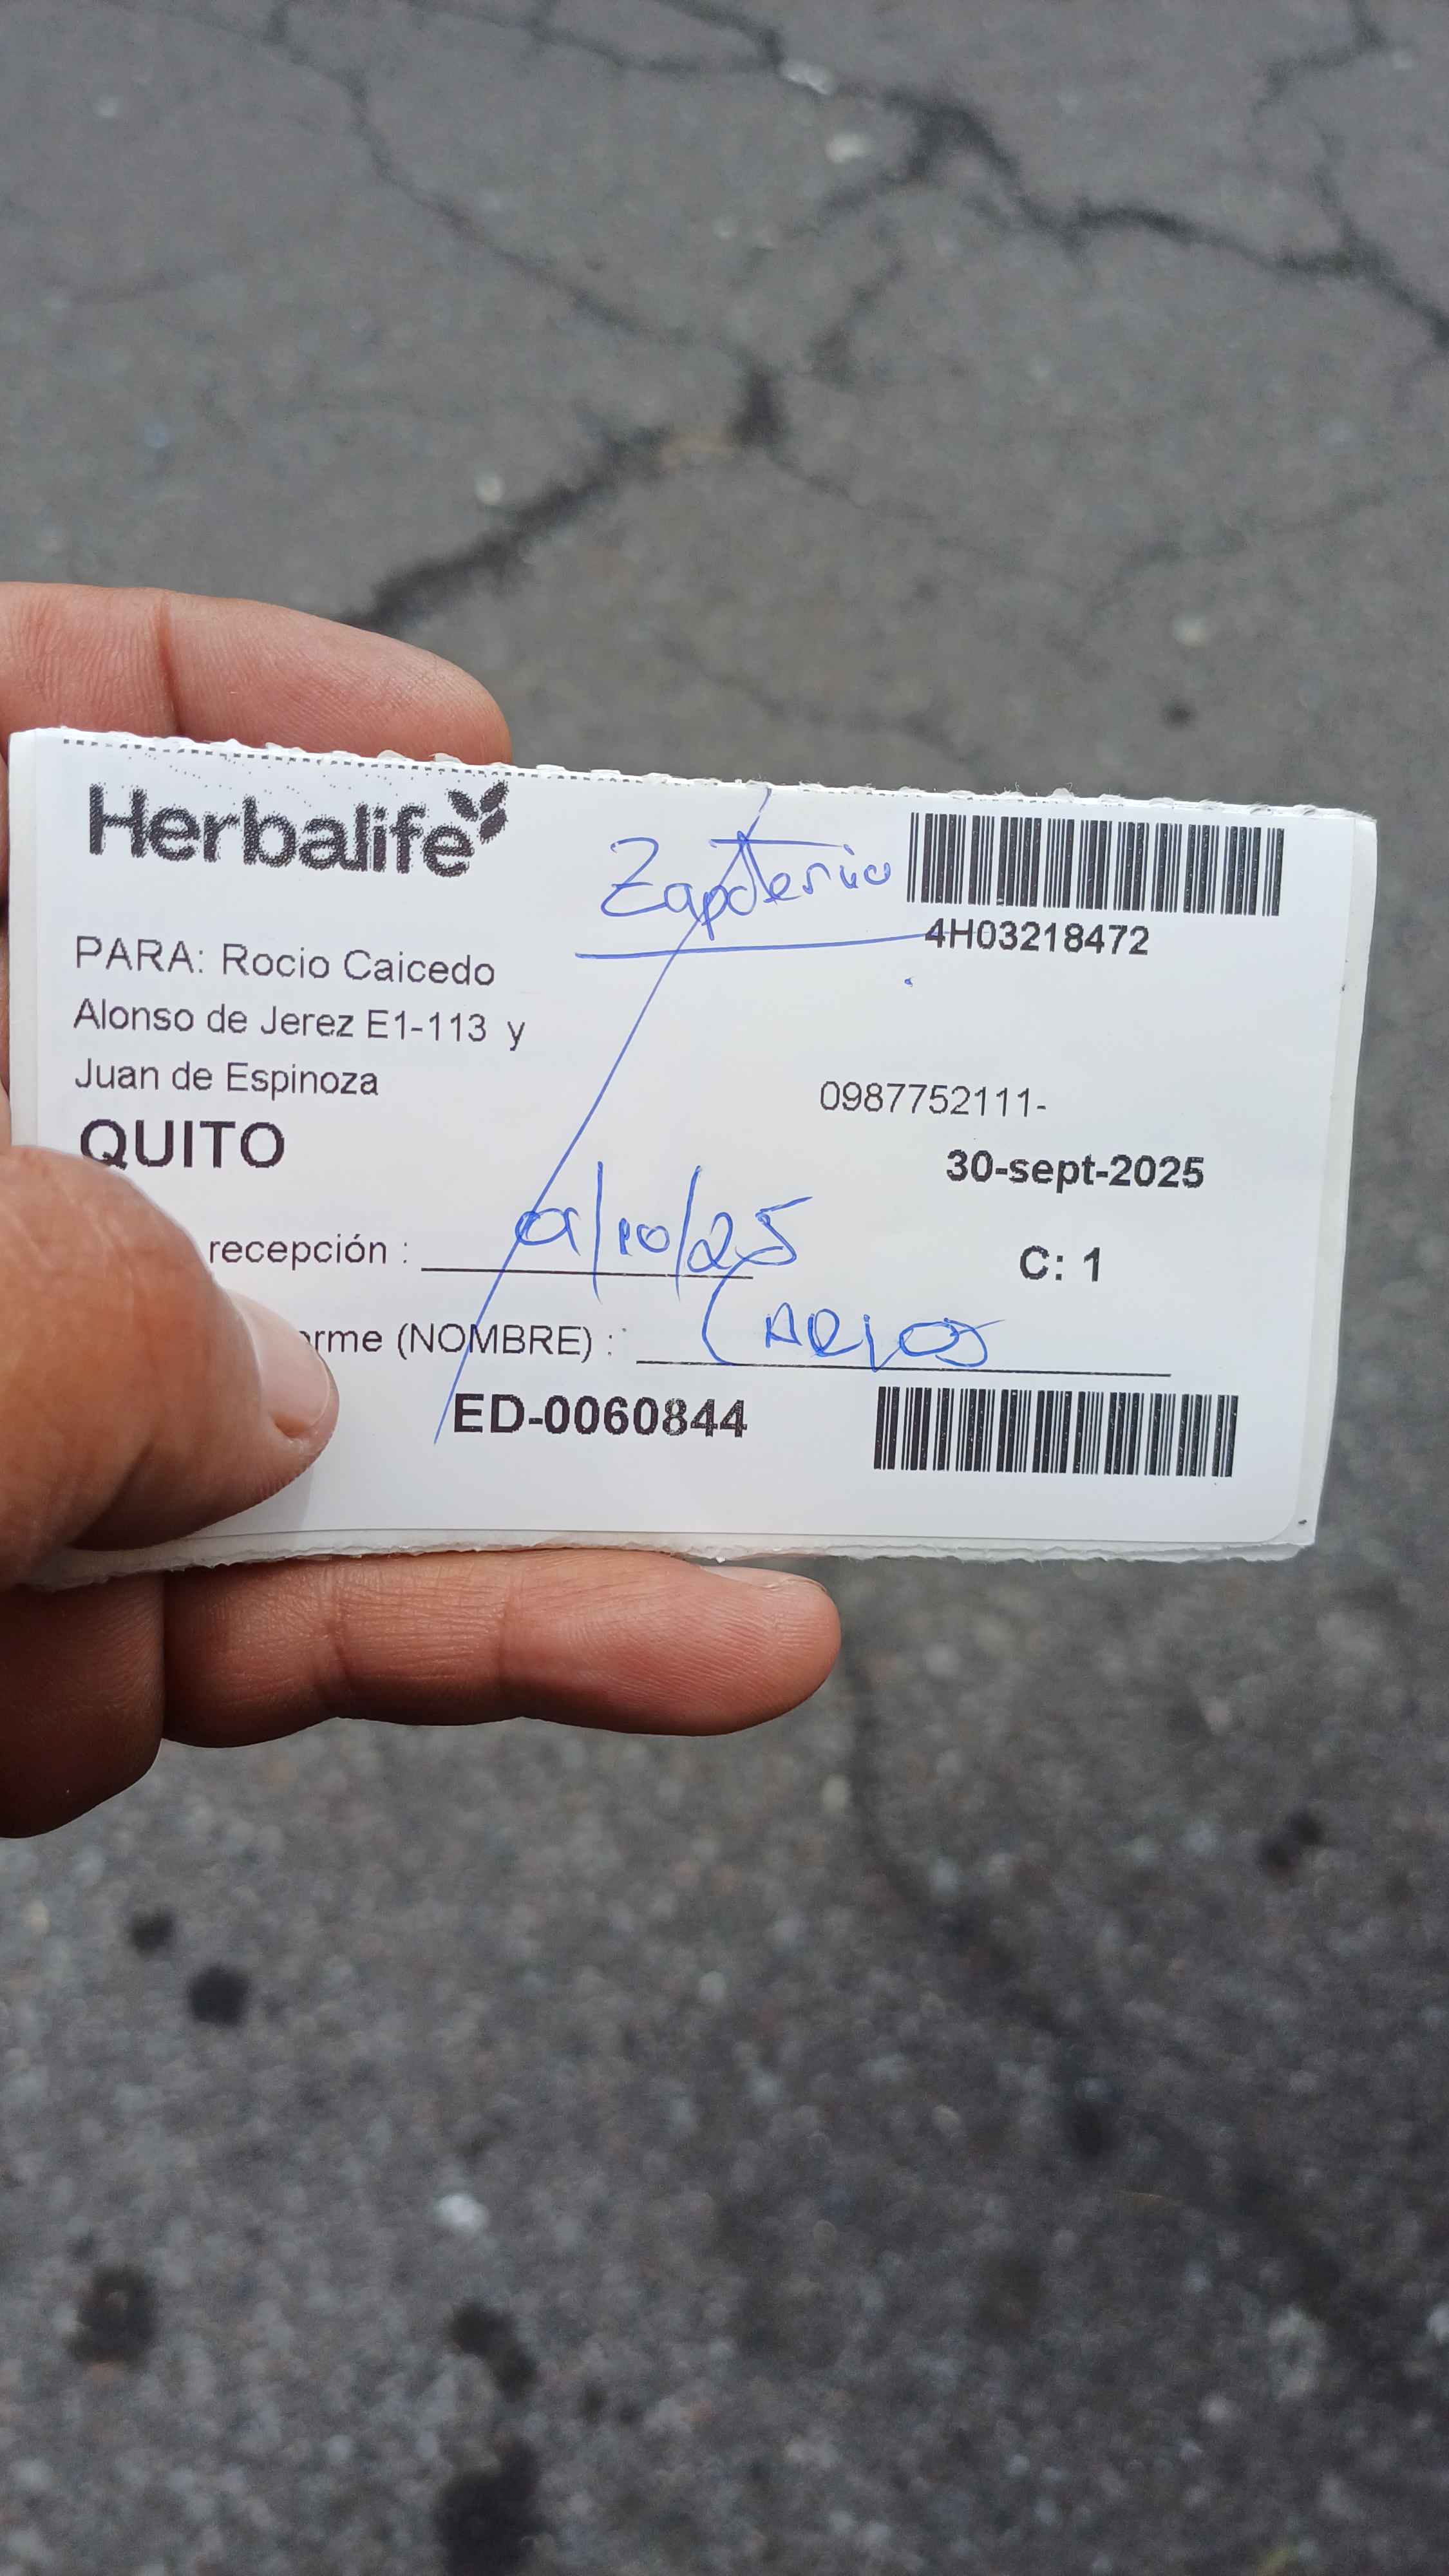 Herbalife
Zapateria
4H03218472
PARA: Rocio Caicedo
Alonso de Jerez E1-113 y
Juan de Espinoza
0987752111-
QUITO
30-sept-2025
recepción : 01/10/25
C: 1
orme (NOMBRE) : CARLOS
ED-0060844